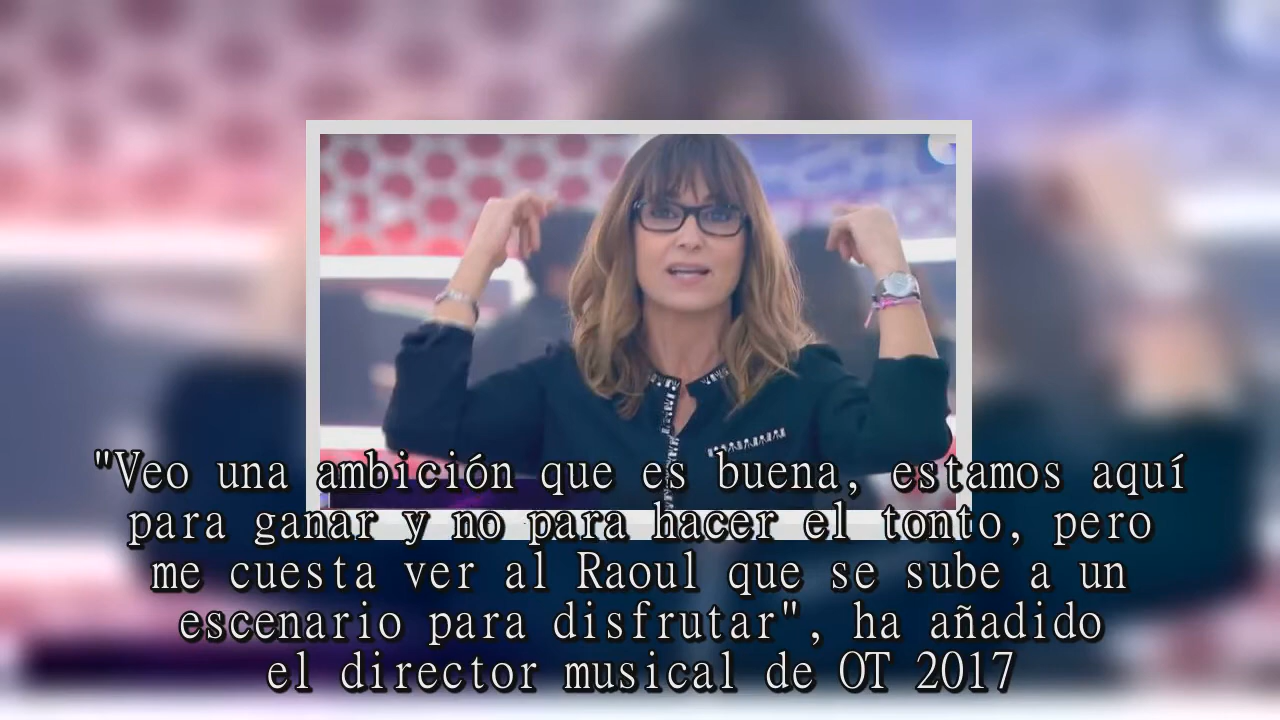 "Veo una ambición que es buena, estamos aquí
para ganar y no para hacer el tonto, pero
me cuesta ver al Raoul que se sube a un
escenario para disfrutar", ha añadido
el director musical de OT 2017